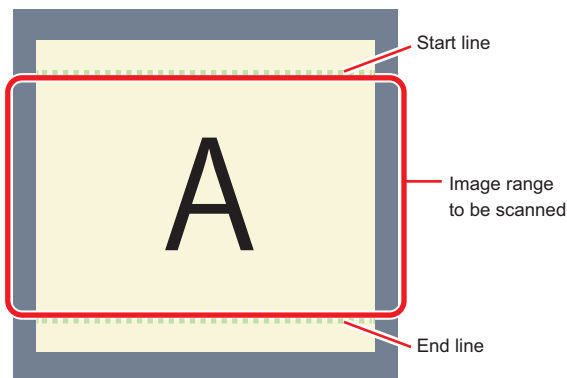 Start line
A
Image range
to be scanned
End line